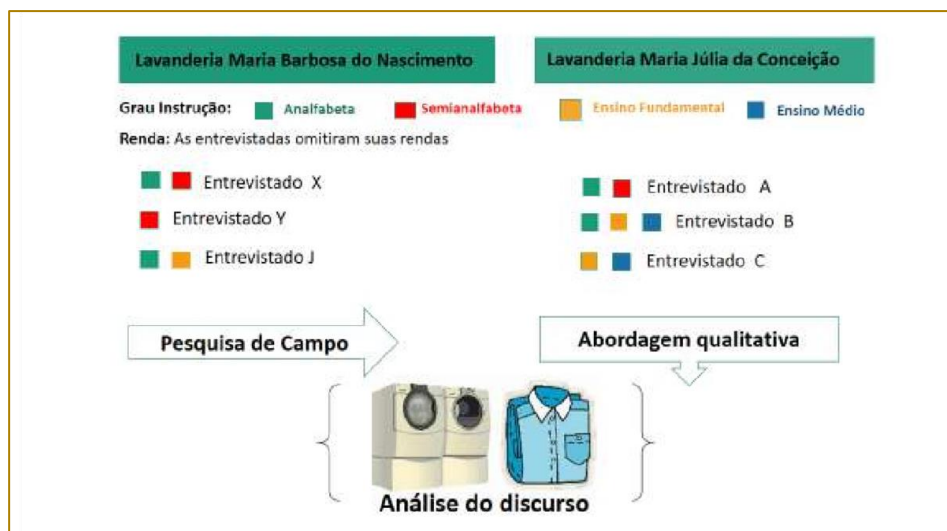 Lavanderia Maria Barbosa do Nascimento
Lavanderia Maria Júlia da Conceição
Grau Instrução: Analfabeta Semianalfabeta Ensino Fundamental Ensino Médio
Renda: As entrevistadas omitiram suas rendas
Entrevistado X
Entrevistado Y
Entrevistado J
Entrevistado A
Entrevistado B
Entrevistado C
Pesquisa de Campo
Abordagem qualitativa
Análise do discurso